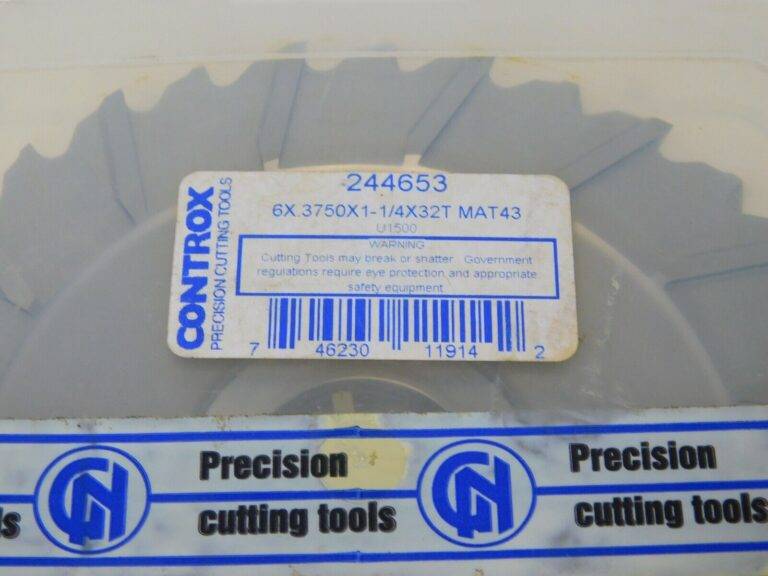 CONTROX
PRECISION CUTTING TOOLS
244653
6X.3750X1-1/4X32T MAT43
U1500
WARNING
Cutting Tools may break or shatter. Government
regulations require eye protection and appropriate
safety equipment
7 46230 11914 2
Precision
cutting tools
Precision
cutting tools
ls